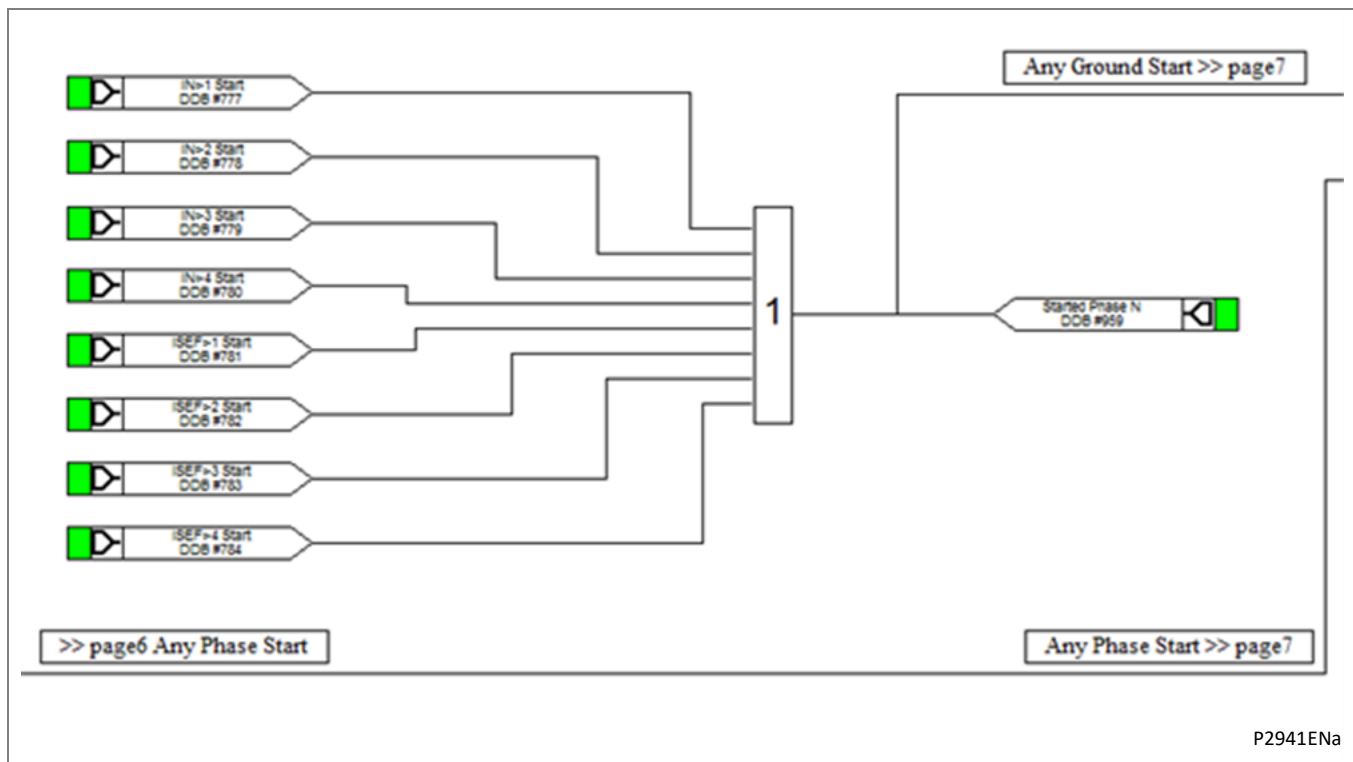 Any Ground Start >> page7
IN>1 Start
DDB #777
IN>2 Start
DDB #778
IN>3 Start
DDB #779
IN>4 Start
DDB #780
ISEF>1 Start
DDB #781
ISEF>2 Start
DDB #782
ISEF>3 Start
DDB #783
ISEF>4 Start
DDB #784
1
Started Phase N
DDB #959
>> page6 Any Phase Start
Any Phase Start >> page7
P2941ENa